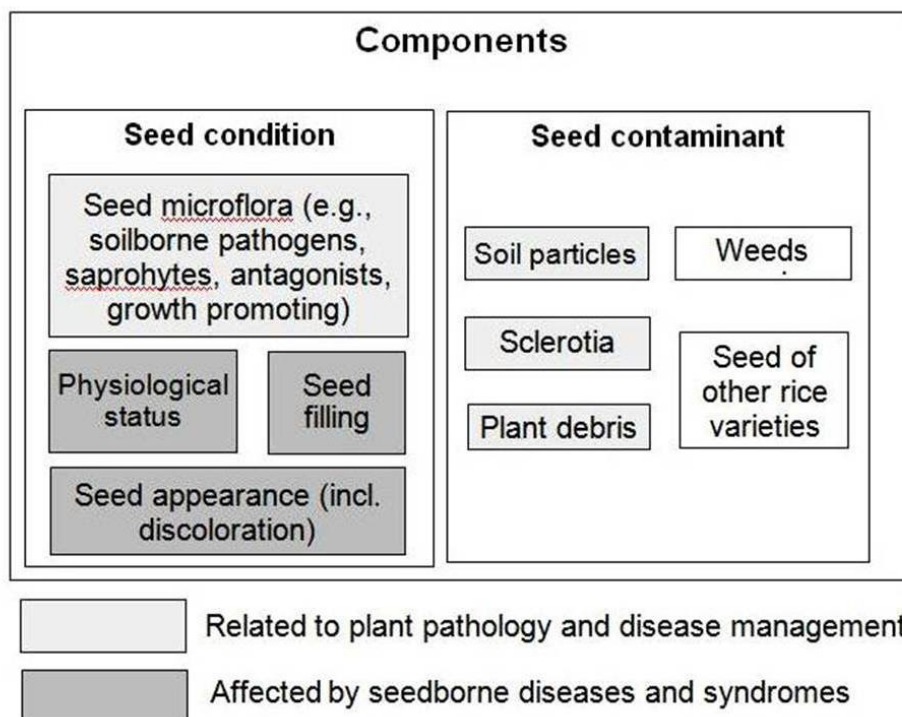 Components
Seed condition
Seed microflora (e.g.,
soilborne pathogens,
saprohytes, antagonists,
growth promoting)
Physiological
status
Seed
filling
Seed appearance (incl.
discoloration)
Seed contaminant
Soil particles
Weeds
Sclerotia
Seed of
other rice
varieties
Plant debris
Related to plant pathology and disease management
Affected by seedborne diseases and syndromes